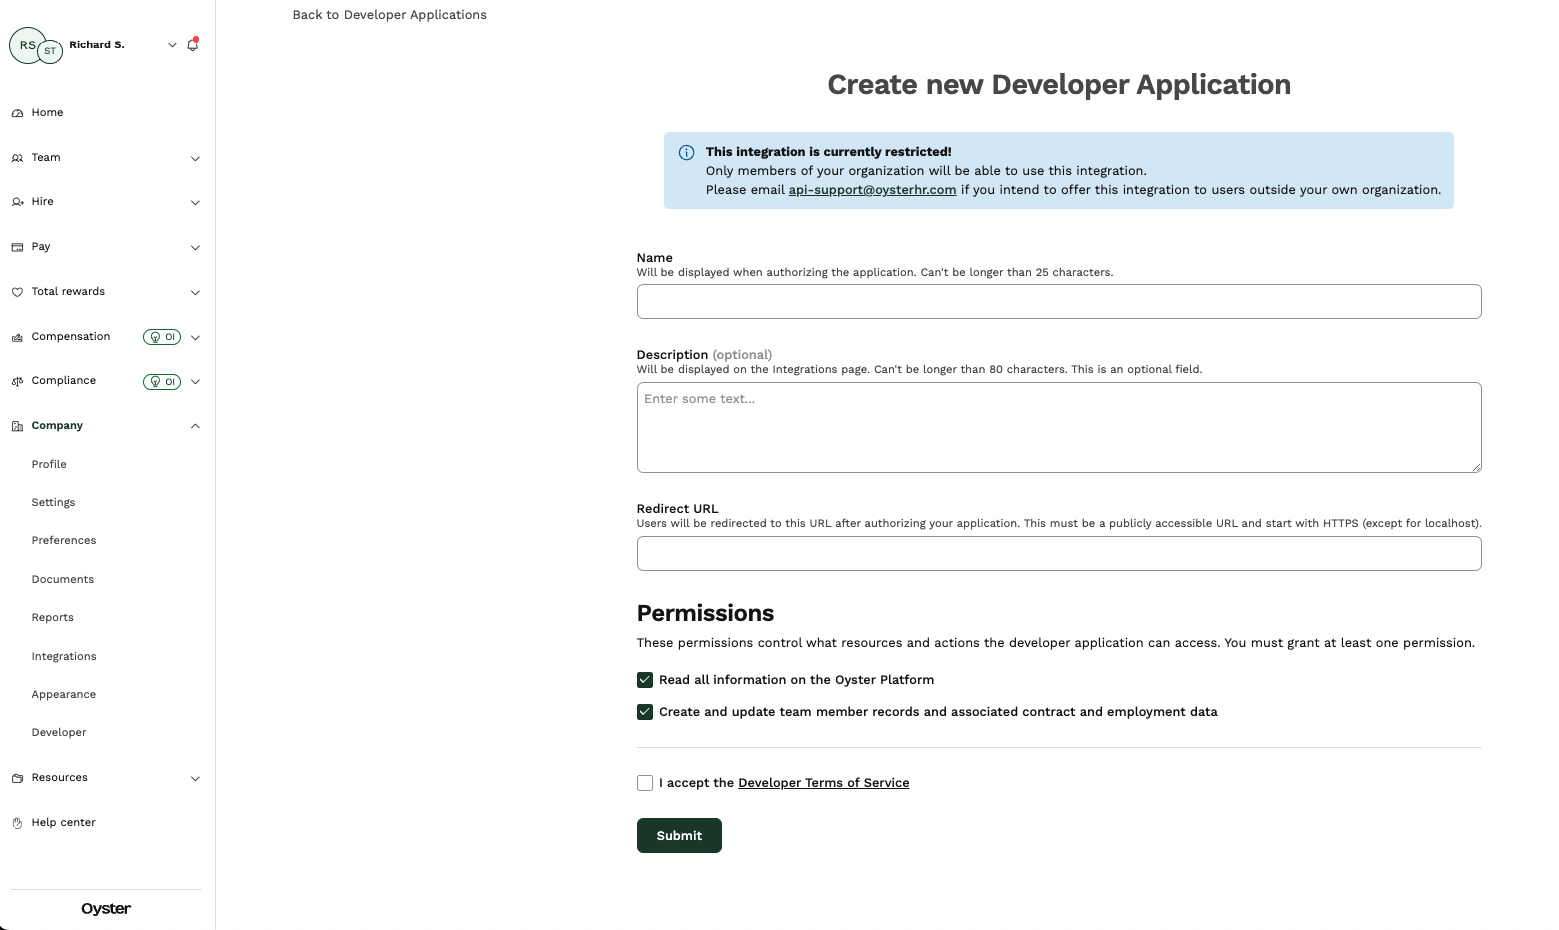 Back to Developer Applications
RS
ST
Richard S.
Home
Team
Hire
Pay
Total rewards
Compensation
OI
Compliance
OI
Company
Profile
Settings
Preferences
Documents
Reports
Integrations
Appearance
Developer
Resources
Help center
Oyster
Create new Developer Application
This integration is currently restricted!
Only members of your organization will be able to use this integration.
Please email api-support@oysterhr.com if you intend to offer this integration to users outside your own organization.
Name
Will be displayed when authorizing the application. Can't be longer than 25 characters.
Description (optional)
Will be displayed on the Integrations page. Can't be longer than 80 characters. This is an optional field.
Enter some text...
Redirect URL
Users will be redirected to this URL after authorizing your application. This must be a publicly accessible URL and start with HTTPS (except for localhost).
Permissions
These permissions control what resources and actions the developer application can access. You must grant at least one permission.
Read all information on the Oyster Platform
Create and update team member records and associated contract and employment data
I accept the Developer Terms of Service
Submit